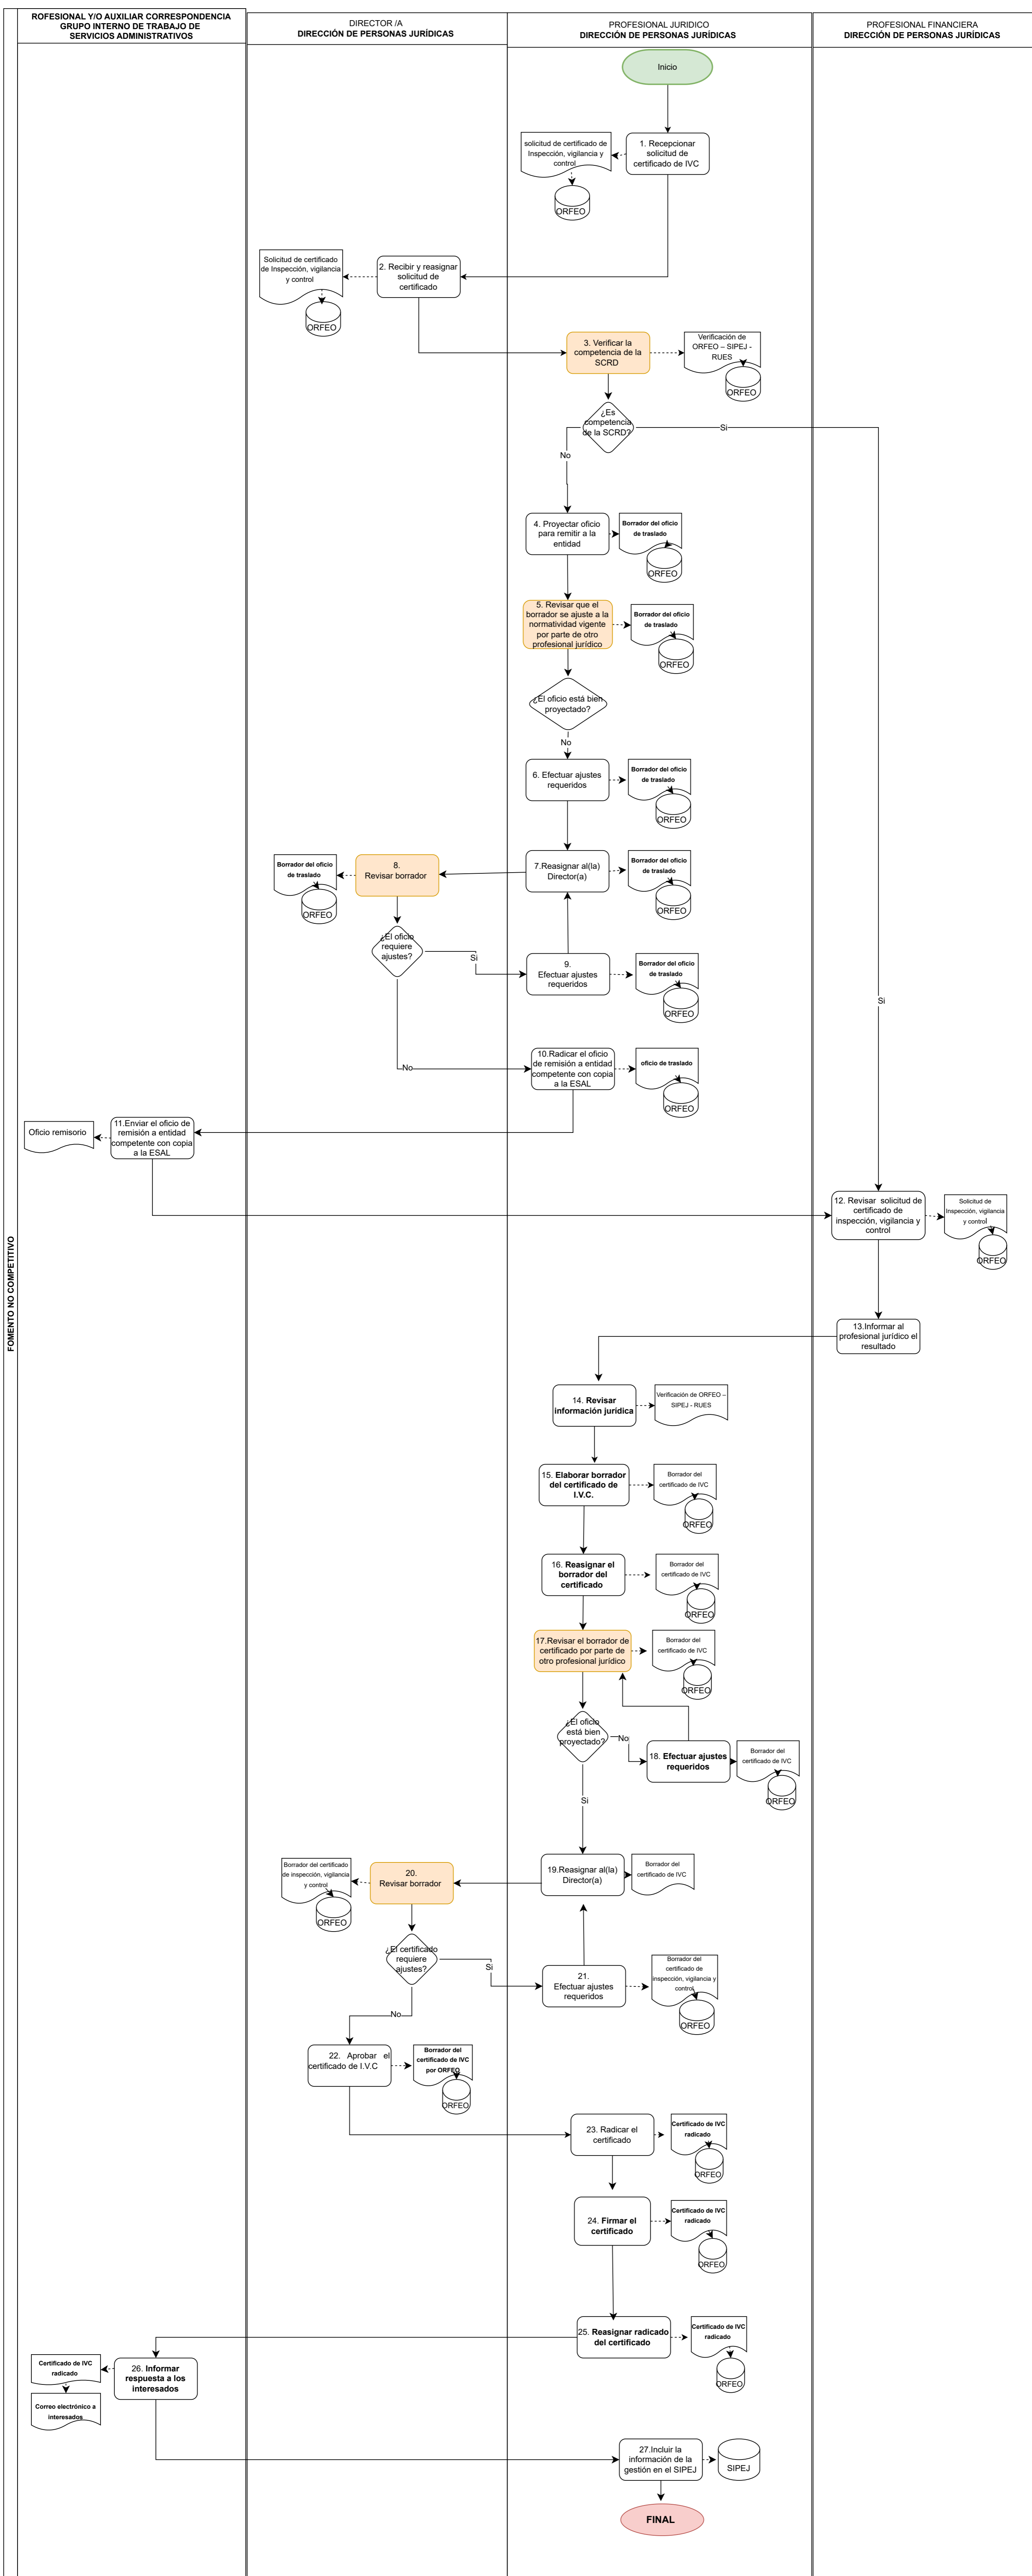 ROFESIONAL Y/O AUXILIAR CORRESPONDENCIA
GRUPO INTERNO DE TRABAJO DE
SERVICIOS ADMINISTRATIVOS
DIRECTOR /A
DIRECCIÓN DE PERSONAS JURÍDICAS
PROFESIONAL JURIDICO
DIRECCIÓN DE PERSONAS JURÍDICAS
PROFESIONAL FINANCIERA
DIRECCIÓN DE PERSONAS JURÍDICAS
FOMENTO NO COMPETITIVO
Inicio
1. Recepcionar
solicitud de
certificado de IVC
solicitud de certificado de
Inspección, vigilancia y
control
ORFEO
2. Recibir y reasignar
solicitud de
certificado
Solicitud de certificado
de Inspección, vigilancia
y control
ORFEO
3. Verificar la
competencia de la
SCRD
Verificación de
ORFEO – SIPEJ -
RUES
ORFEO
¿Es
competencia
de la SCRD?
Si
No
Si
4. Proyectar oficio
para remitir a la
entidad
Borrador del oficio
de traslado
ORFEO
5. Revisar que el
borrador se ajuste a la
normatividad vigente
por parte de otro
profesional jurídico
Borrador del oficio
de traslado
ORFEO
¿El oficio está bien
proyectado?
No
6. Efectuar ajustes
requeridos
Borrador del oficio
de traslado
ORFEO
7.Reasignar al(la)
Director(a)
Borrador del oficio
de traslado
ORFEO
8.
Revisar borrador
Borrador del oficio
de traslado
ORFEO
¿El oficio
requiere
ajustes?
Si
9.
Efectuar ajustes
requeridos
Borrador del oficio
de traslado
ORFEO
No
10.Radicar el oficio
de remisión a entidad
competente con copia
a la ESAL
oficio de traslado
ORFEO
11.Enviar el oficio de
remisión a entidad
competente con copia
a la ESAL
Oficio remisorio
12. Revisar solicitud de
certificado de
inspección, vigilancia y
control
Solicitud de
Inspección, vigilancia
y control
ORFEO
13.Informar al
profesional jurídico el
resultado
14. Revisar
información jurídica
Verificación de ORFEO –
SIPEJ - RUES
15. Elaborar borrador
del certificado de
I.V.C.
Borrador del
certificado de IVC
ORFEO
16. Reasignar el
borrador del
certificado
Borrador del
certificado de IVC
ORFEO
17.Revisar el borrador de
certificado por parte de
otro profesional jurídico
Borrador del
certificado de IVC
ORFEO
¿El oficio
está bien
proyectado?
No
18. Efectuar ajustes
requeridos
Borrador del
certificado de IVC
ORFEO
Si
19.Reasignar al(la)
Director(a)
Borrador del
certificado de IVC
20.
Revisar borrador
Borrador del certificado
de inspección, vigilancia
y control
ORFEO
¿El certificado
requiere
ajustes?
Si
21.
Efectuar ajustes
requeridos
Borrador del
certificado de
inspección, vigilancia y
control
ORFEO
No
22. Aprobar el
certificado de I.V.C
Borrador del
certificado de IVC
por ORFEO
ORFEO
23. Radicar el
certificado
Certificado de IVC
radicado
ORFEO
24. Firmar el
certificado
Certificado de IVC
radicado
ORFEO
25. Reasignar radicado
del certificado
Certificado de IVC
radicado
ORFEO
26. Informar
respuesta a los
interesados
Certificado de IVC
radicado
Correo electrónico a
interesados
27.Incluir la
información de la
gestión en el SIPEJ
SIPEJ
FINAL